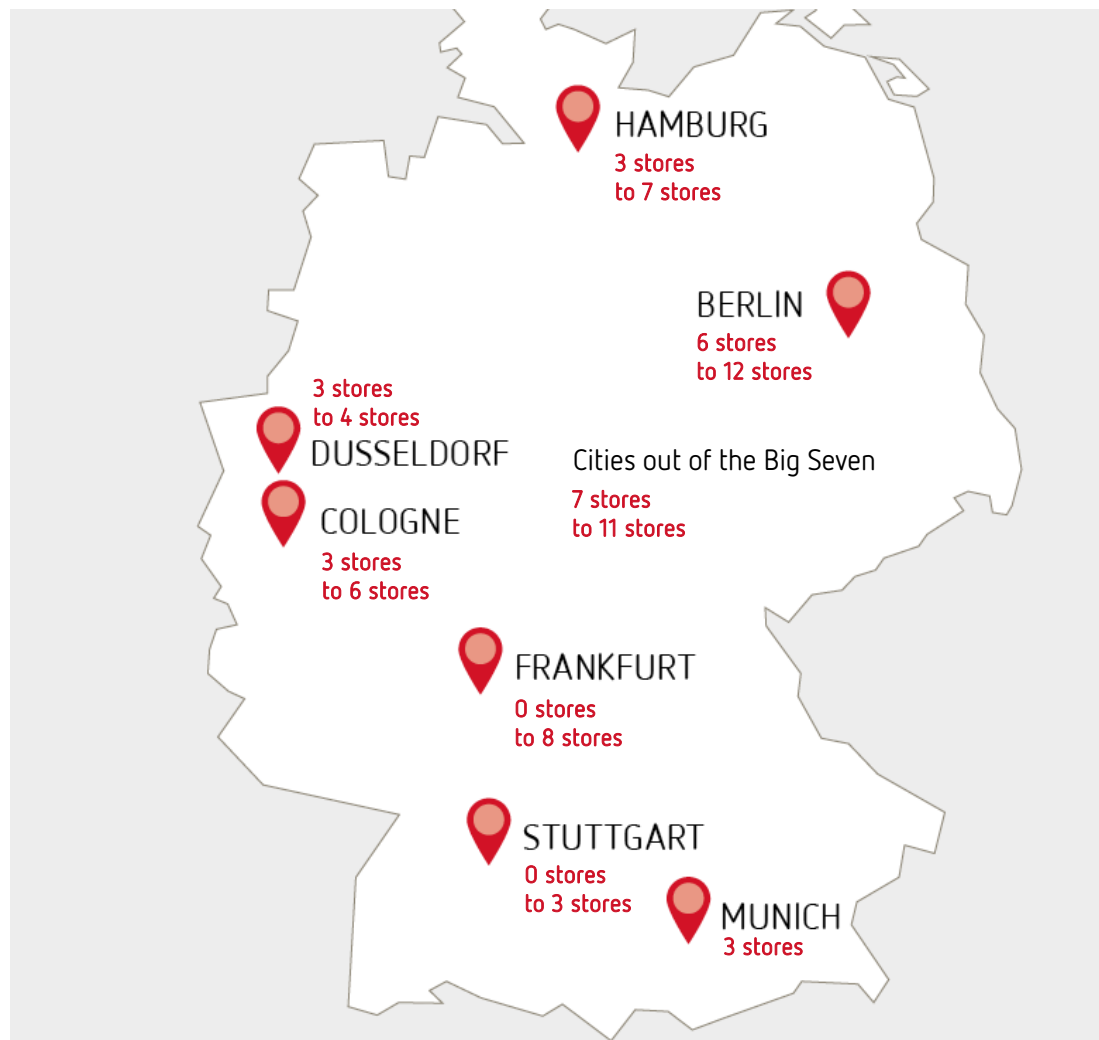 HAMBURG
3 stores
to 7 stores
BERLIN
6 stores
to 12 stores
3 stores
to 4 stores
DUSSELDORF
Cities out of the Big Seven
7 stores
to 11 stores
COLOGNE
3 stores
to 6 stores
FRANKFURT
0 stores
to 8 stores
STUTTGART
0 stores
to 3 stores
MUNICH
3 stores